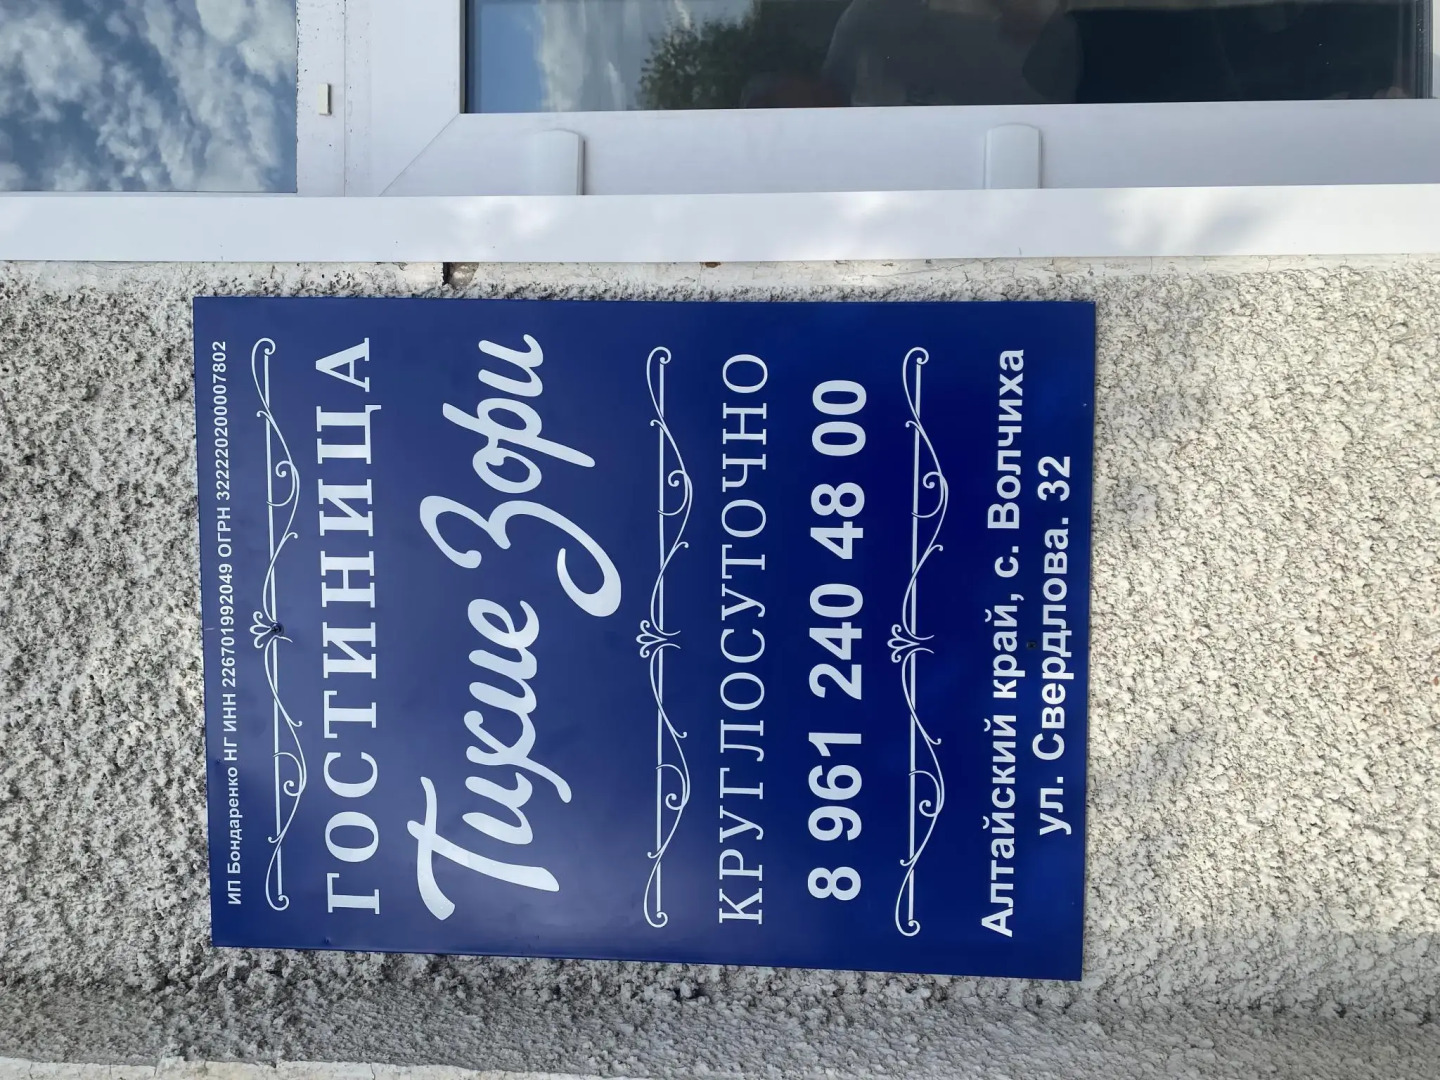 ИП Бондаренко НГ ИНН 226701992049 ОГРН 322220200007802
ГОСТИНИЦА
Тихие Зори
КРУГЛОСУТОЧНО
8 961 240 48 00
Алтайский край, с. Волчиха
ул. Свердлова. 32